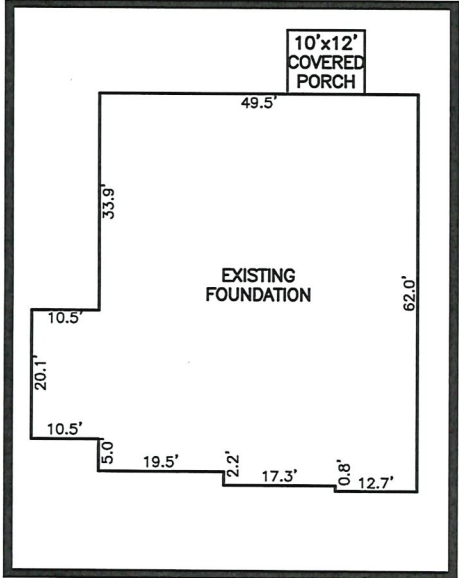 10'x12'
COVERED
PORCH
49.5'
33.9'
EXISTING
FOUNDATION
62.0'
10.5'
20.1'
10.5'
5.0'
19.5'
2.2'
17.3'
0.8'
12.7'